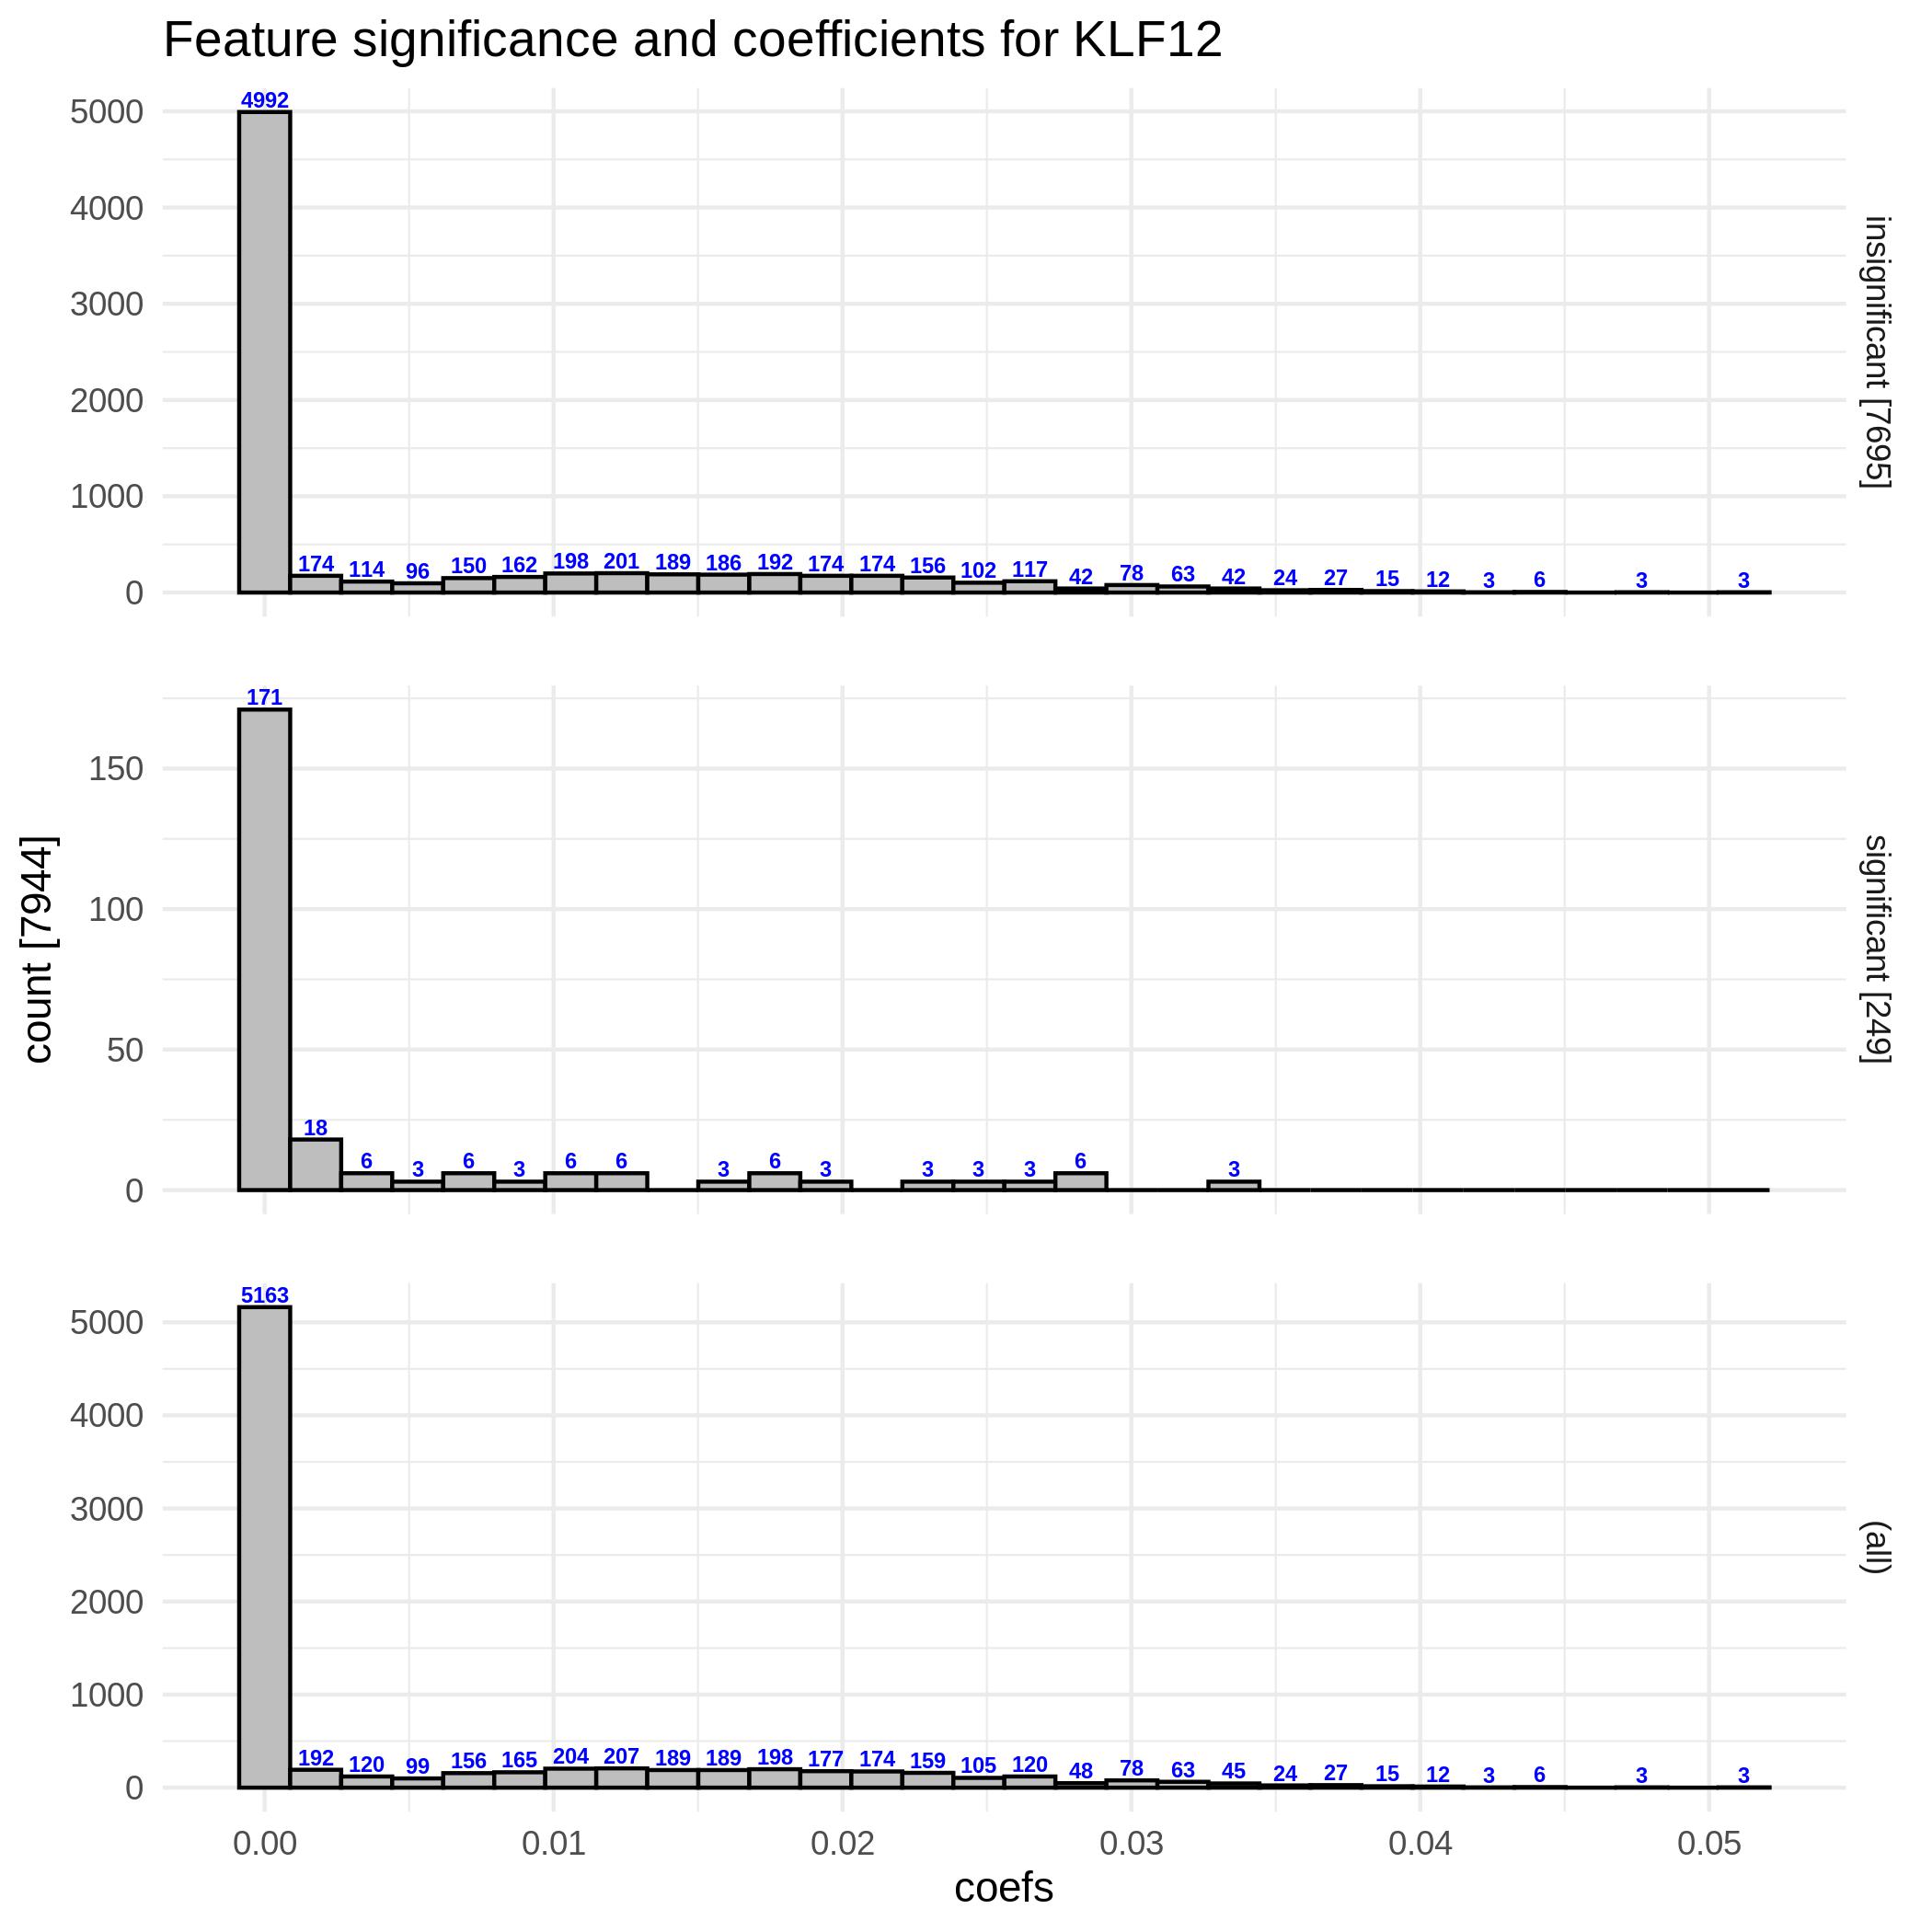 Feature significance and coefficients for KLF12
4992
5000
4000
3000
2000
1000
0
174 114 96 150 162 198 201 189 186 192 174 174 156 102 117 42 78 63 42 24 27 15 12 3 6 3 3
insignificant [7695]
171
150
100
50
0
18 6 3 6 3 6 6 3 6 3 3 3 3 6 3
significant [249]
count [7944]
5163
5000
4000
3000
2000
1000
0
192 120 99 156 165 204 207 189 189 198 177 174 159 105 120 48 78 63 45 24 27 15 12 3 6 3 3
(all)
0.00 0.01 0.02 0.03 0.04 0.05
coefs